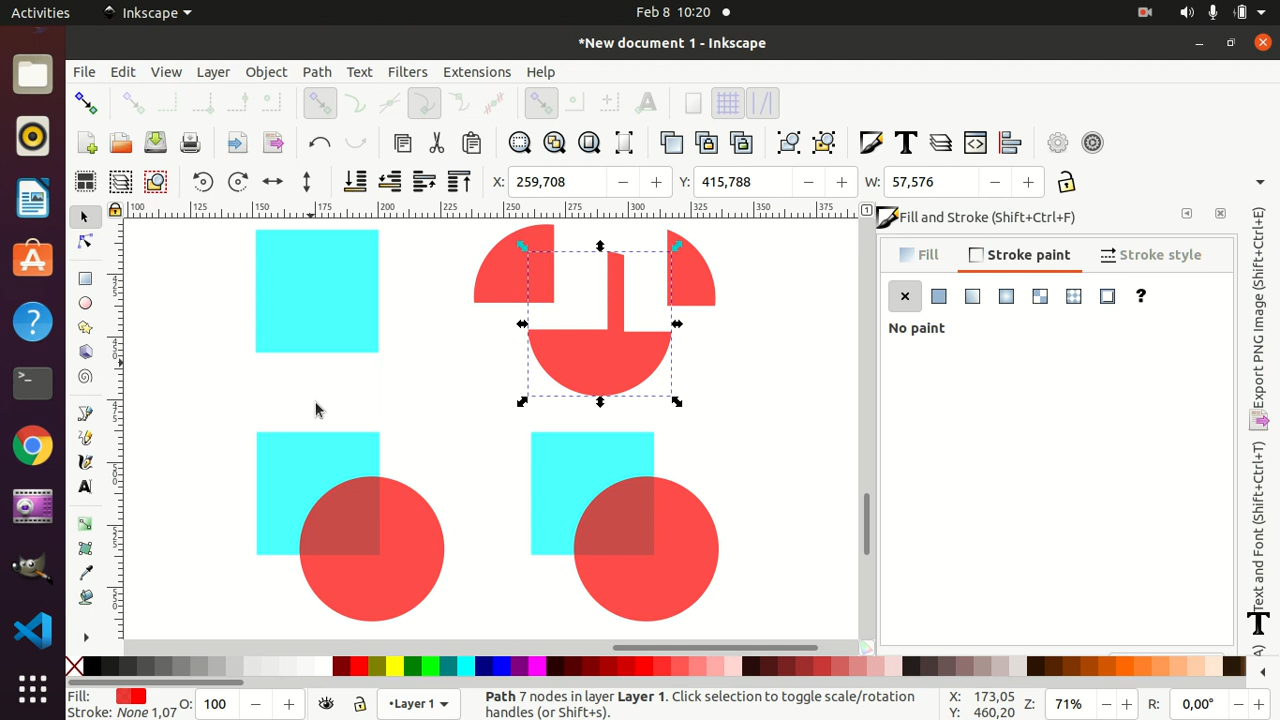 Activities Inkscape Feb 8 10:20
*New document 1 - Inkscape
File Edit View Layer Object Path Text Filters Extensions Help
X: 259,708 Y: 415,788 W: 57,576
100 125 150 175 200 225 250 275 300 325 350 375
Fill and Stroke (Shift+Ctrl+F)
Fill Stroke paint Stroke style
No paint
Export PNG Image (Shift+Ctrl+E)
Text and Font (Shift+Ctrl+T)
Fill:
Stroke: None 1,07
O: 100
•Layer 1
Path 7 nodes in layer Layer 1. Click selection to toggle scale/rotation
handles (or Shift+s).
X: 173,05
Y: 460,20
Z: 71%
R: 0,00°